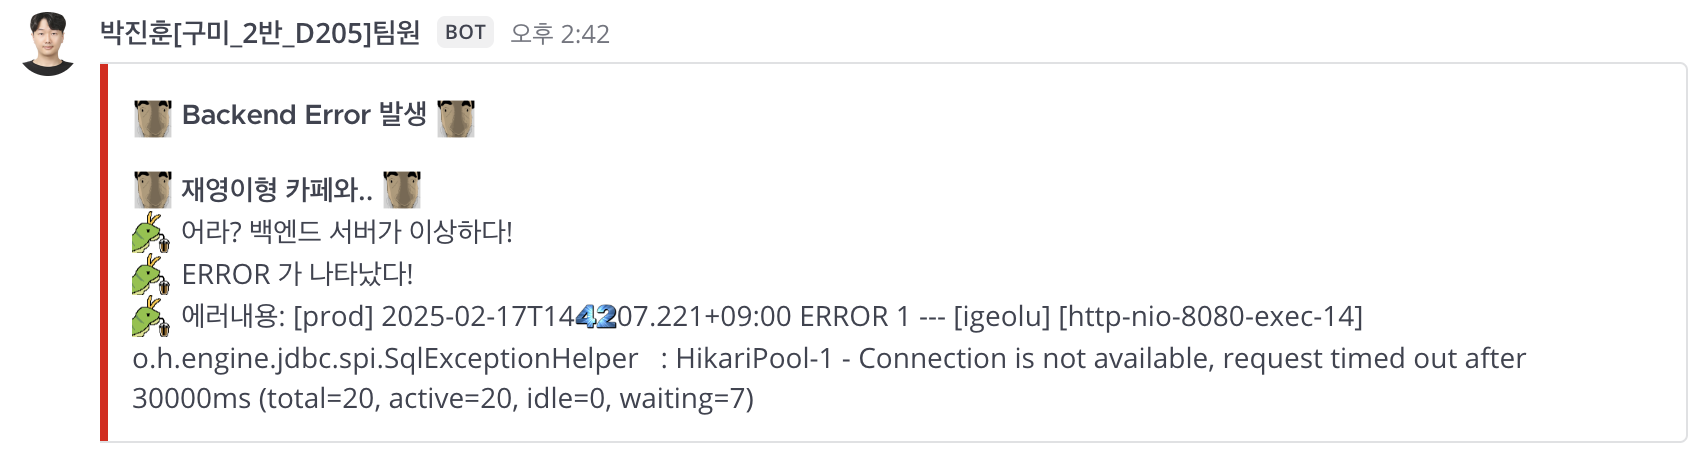 박진훈[구미_2반_D205]팀원 BOT 오후 2:42
Backend Error 발생
재영이형 카페와..
어라? 백엔드 서버가 이상하다!
ERROR 가 나타났다!
에러내용: [prod] 2025-02-17T144207.221+09:00 ERROR 1 --- [igeolu] [http-nio-8080-exec-14]
o.h.engine.jdbc.spi.SqlExceptionHelper : HikariPool-1 - Connection is not available, request timed out after
30000ms (total=20, active=20, idle=0, waiting=7)